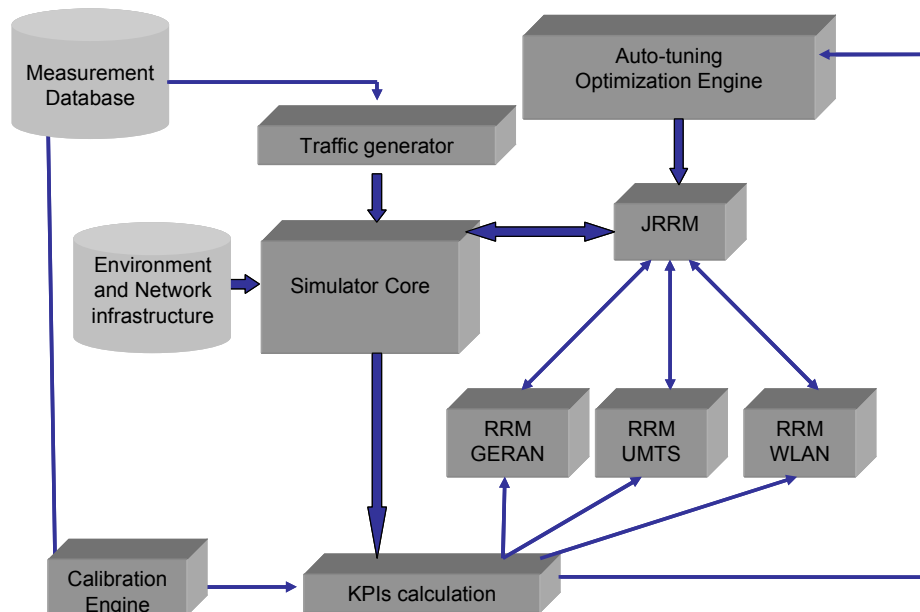 Measurement
Database
Auto-tuning
Optimization Engine
Traffic generator
JRRM
Environment
and Network
infrastructure
Simulator Core
RRM
GERAN
RRM
UMTS
RRM
WLAN
Calibration
Engine
KPIs calculation